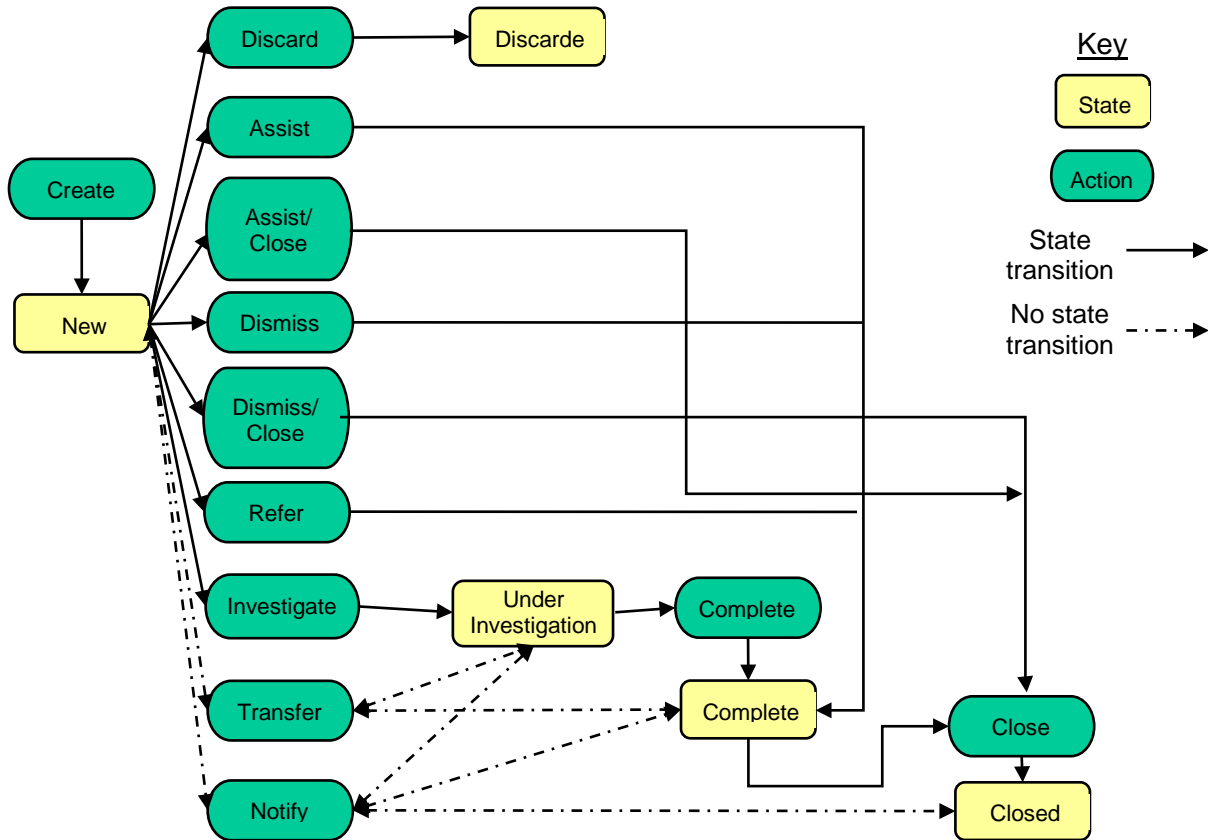 Discard
Discarde
Key
State
Assist
Create
Action
Assist/
Close
State
transition
New
Dismiss
No state
transition
Dismiss/
Close
Refer
Investigate
Under
Investigation
Complete
Transfer
Complete
Close
Notify
Closed